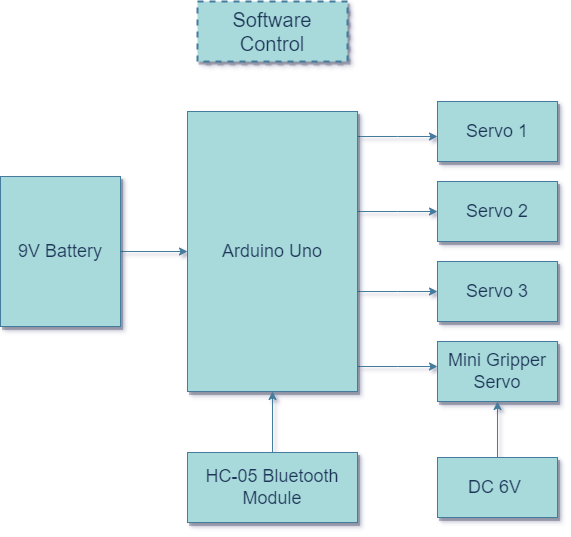 Software
Control
Servo 1
Servo 2
9V Battery
Arduino Uno
Servo 3
Mini Gripper
Servo
HC-05 Bluetooth
Module
DC 6V